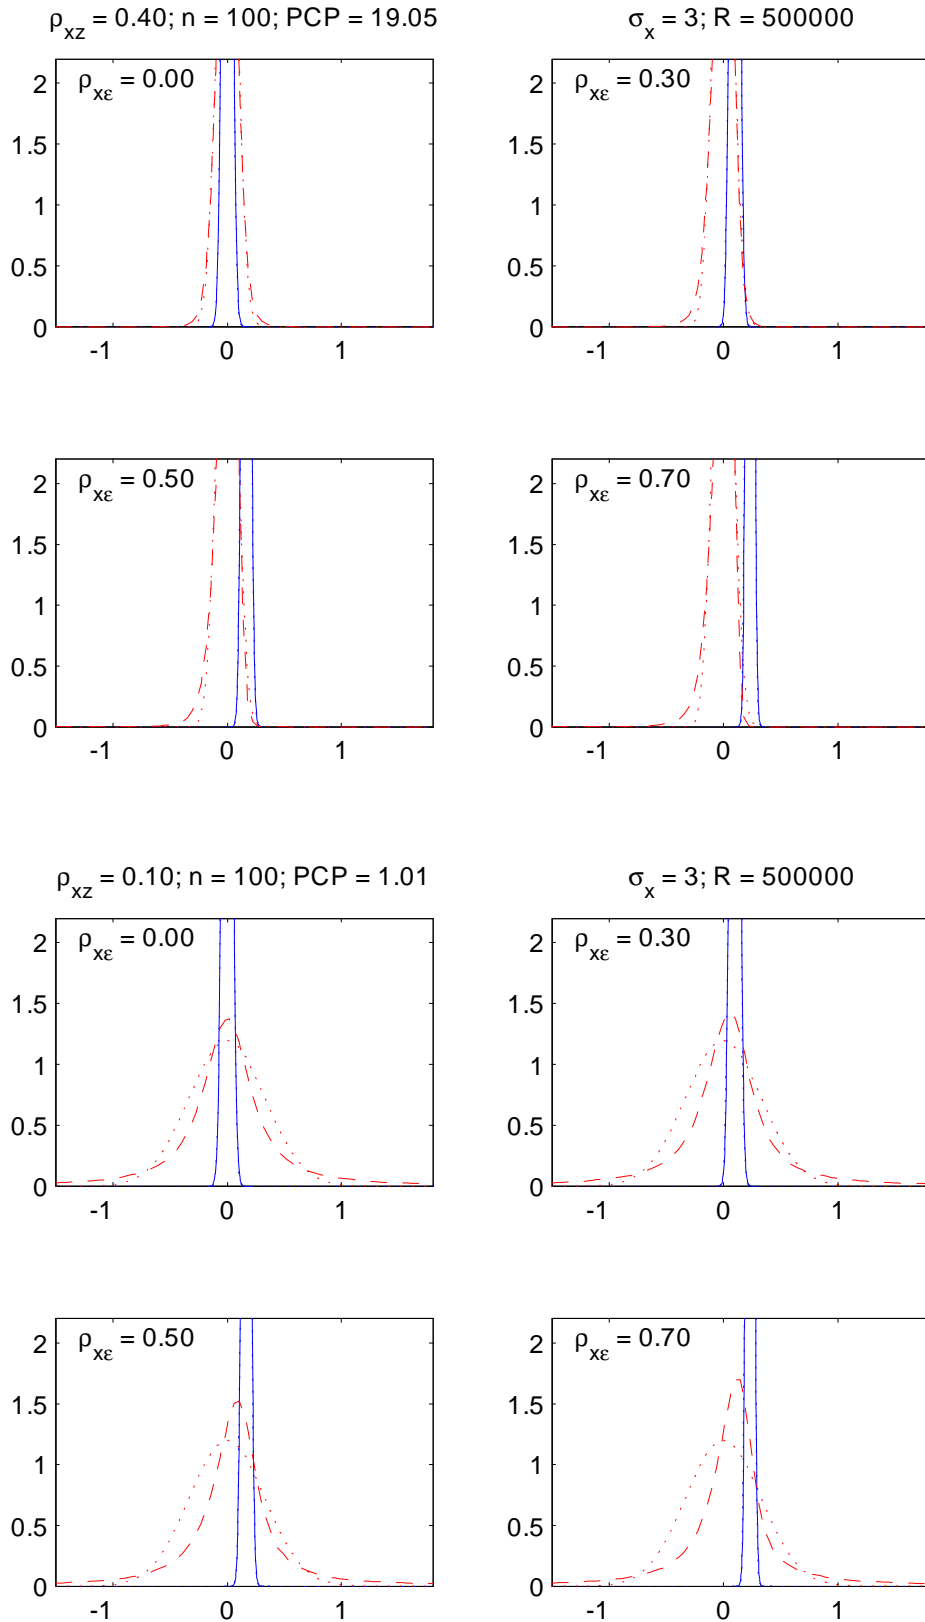 ρxz = 0.40; n = 100; PCP = 19.05
σx = 3; R = 500000
ρxε = 0.00
2
1.5
1
0.5
0
-1 0 1
ρxε = 0.30
2
1.5
1
0.5
0
-1 0 1
ρxε = 0.50
2
1.5
1
0.5
0
-1 0 1
ρxε = 0.70
2
1.5
1
0.5
0
-1 0 1
ρxz = 0.10; n = 100; PCP = 1.01
σx = 3; R = 500000
ρxε = 0.00
2
1.5
1
0.5
0
-1 0 1
ρxε = 0.30
2
1.5
1
0.5
0
-1 0 1
ρxε = 0.50
2
1.5
1
0.5
0
-1 0 1
ρxε = 0.70
2
1.5
1
0.5
0
-1 0 1